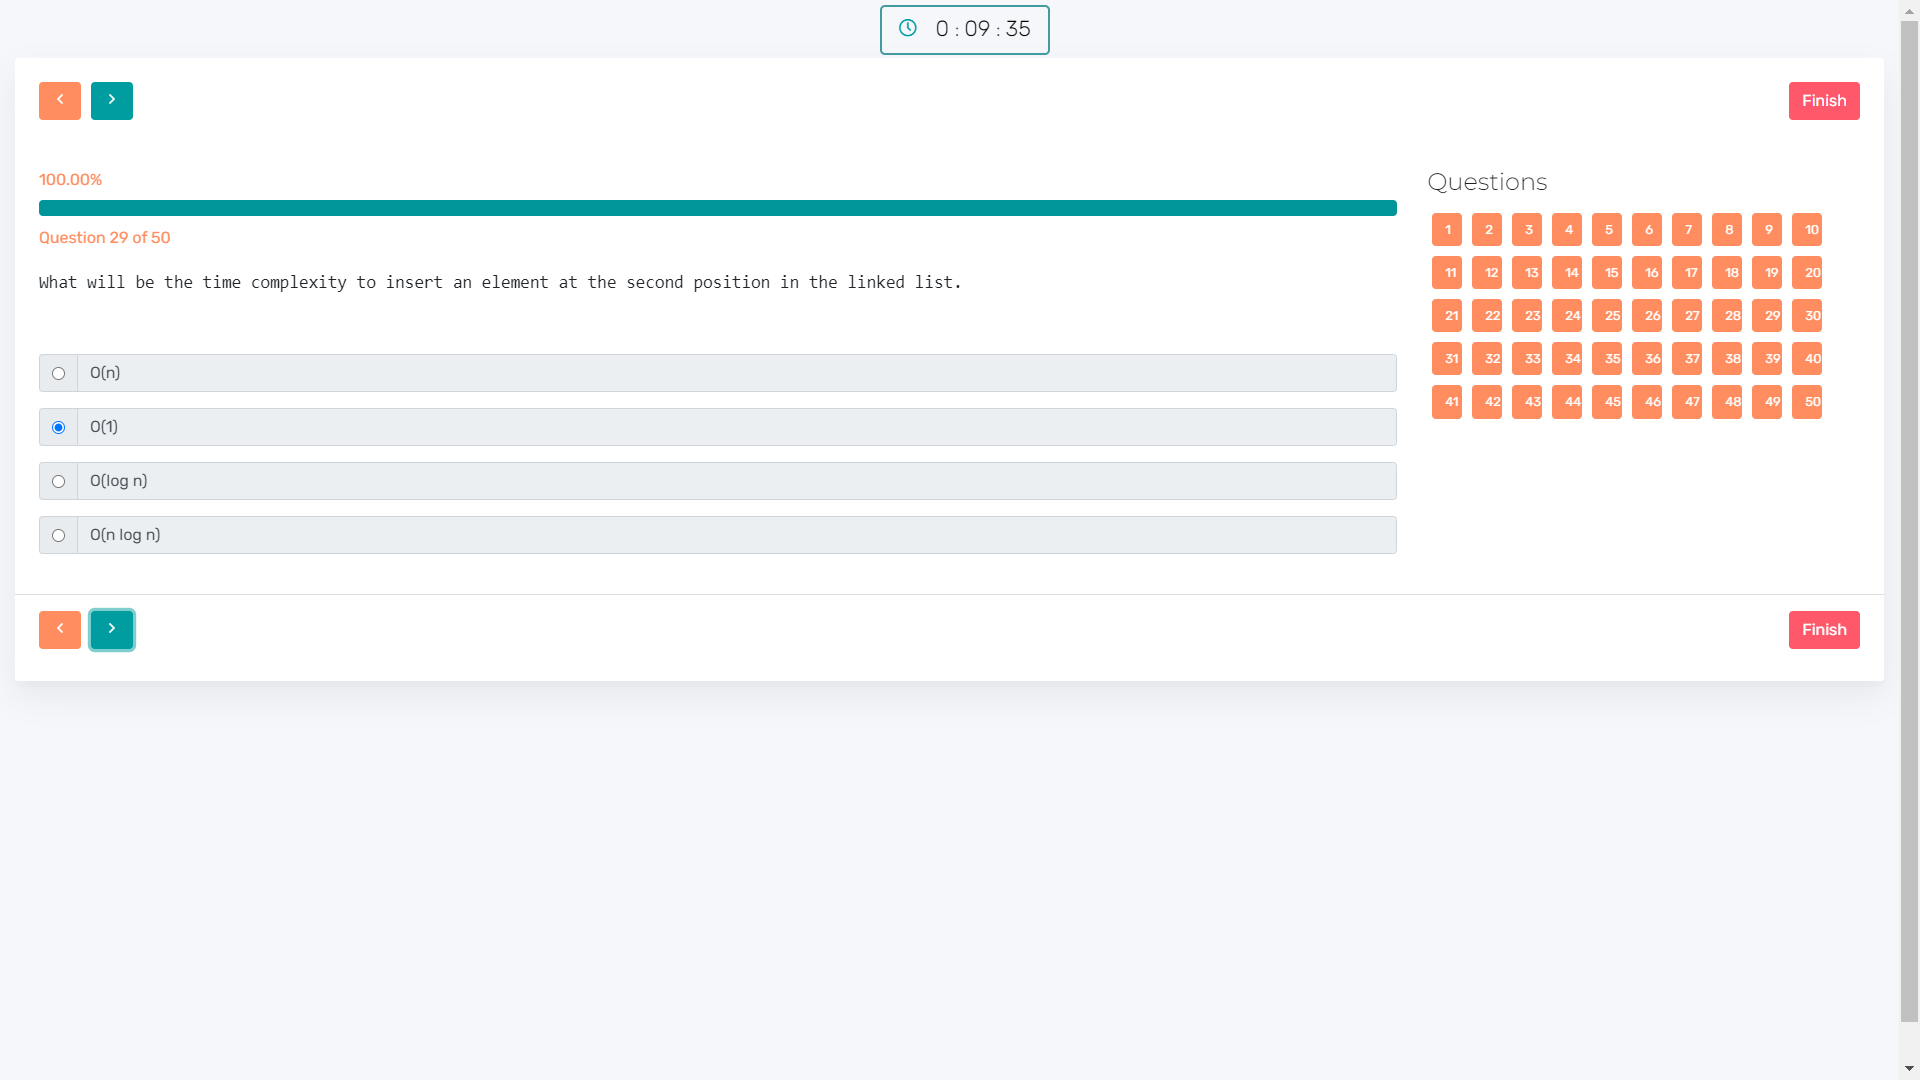 0 : 09 : 35
Finish
100.00%
Question 29 of 50
What will be the time complexity to insert an element at the second position in the linked list.
O(n)
O(1)
O(log n)
O(n log n)
Finish
Questions
1 2 3 4 5 6 7 8 9 10
11 12 13 14 15 16 17 18 19 20
21 22 23 24 25 26 27 28 29 30
31 32 33 34 35 36 37 38 39 40
41 42 43 44 45 46 47 48 49 50